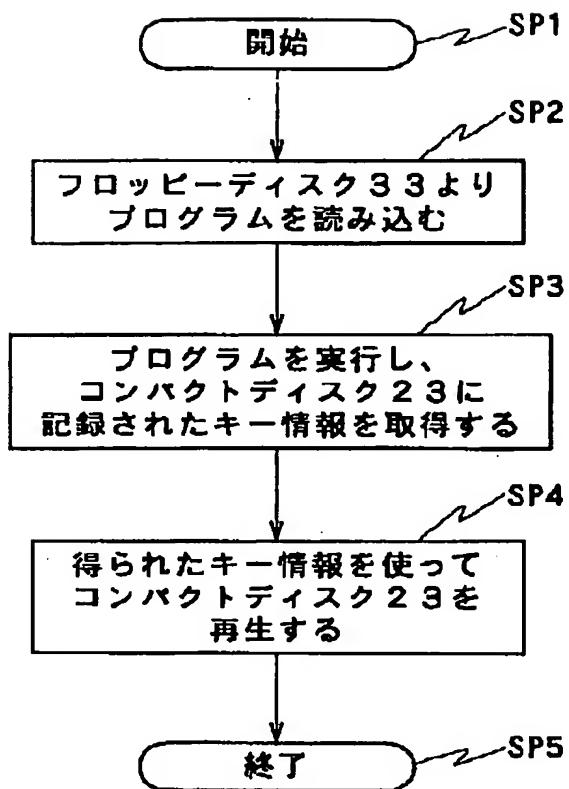 開始
SP1
SP2
フロッピーディスク33より
プログラムを読み込む
SP3
プログラムを実行し、
コンパクトディスク23に
記録されたキー情報を取得する
SP4
得られたキー情報を使って
コンパクトディスク23を
再生する
終了
SP5